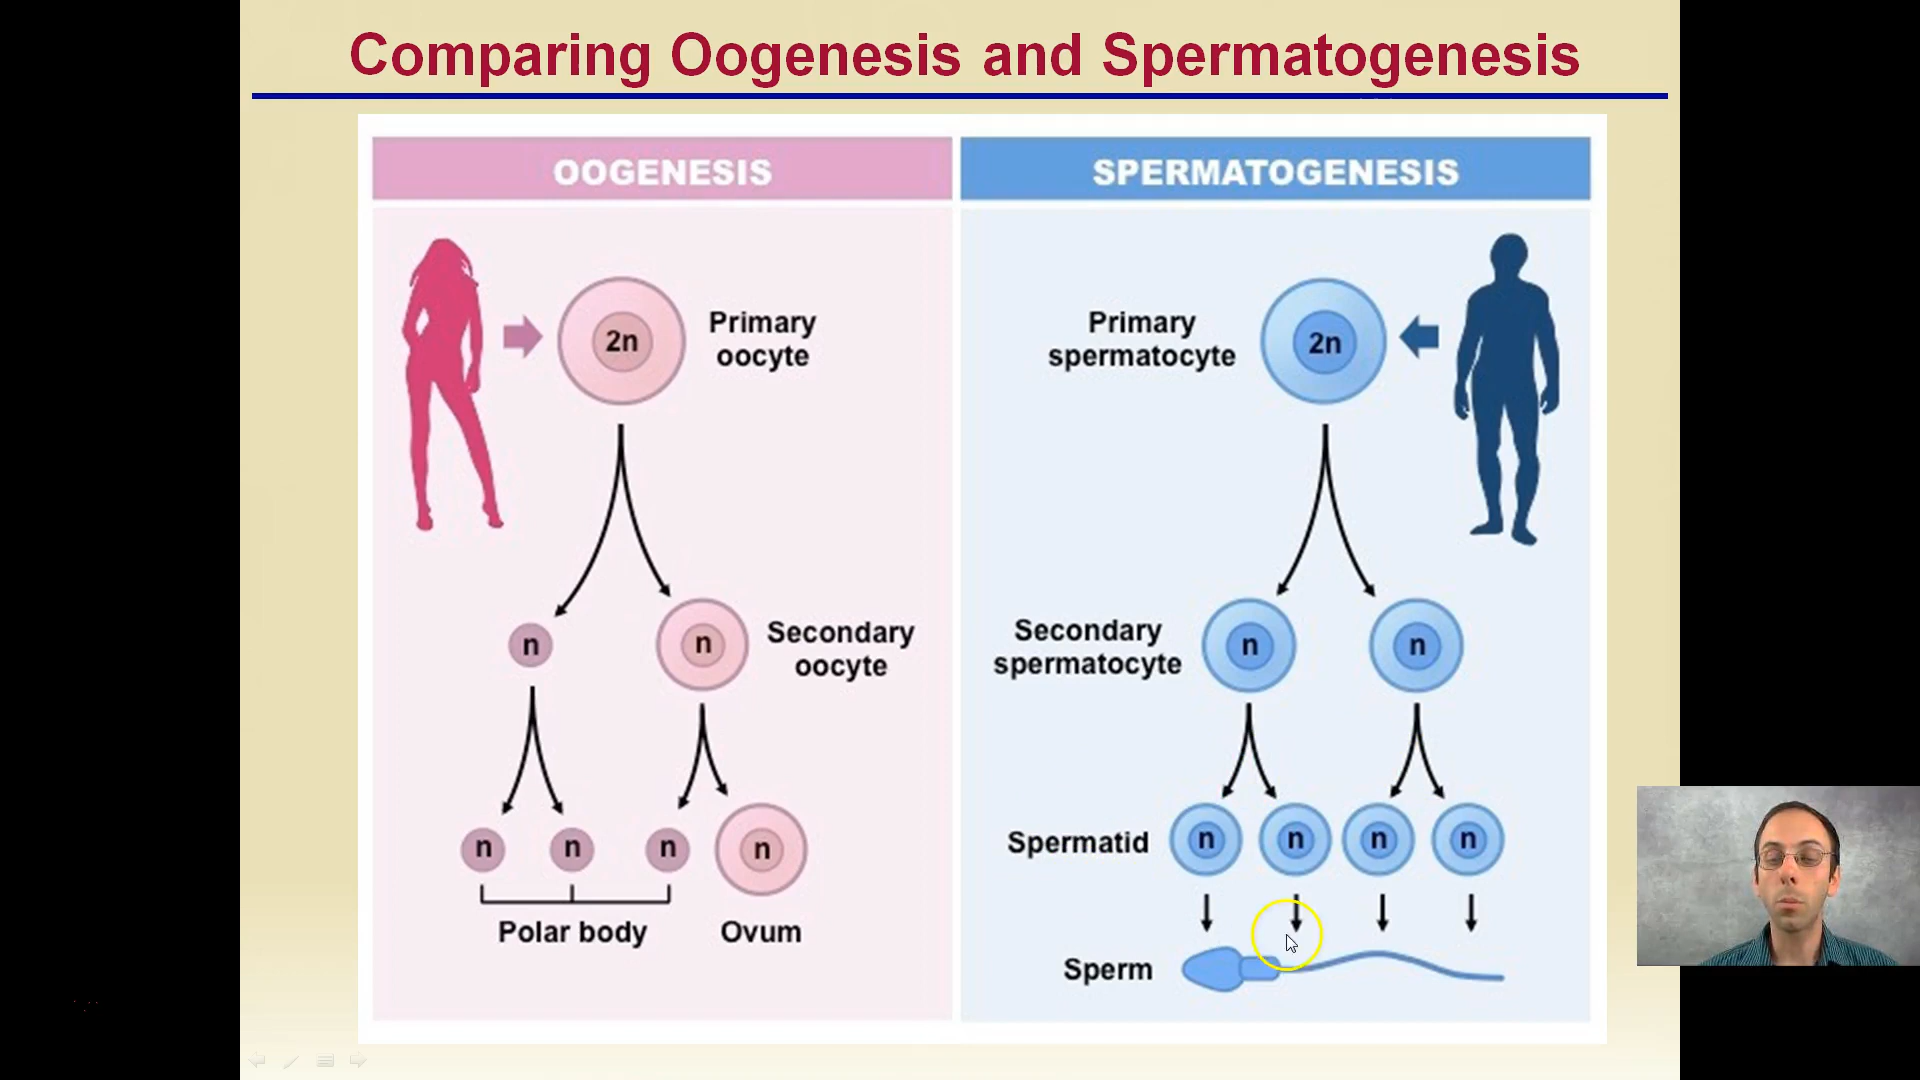 Comparing Oogenesis and Spermatogenesis
OOGENESIS
2n
Primary
oocyte
n
n
Secondary
oocyte
n
n
n
n
Polar body
Ovum
SPERMATOGENESIS
Primary
spermatocyte
2n
Secondary
spermatocyte
n
n
Spermatid
n
n
n
n
Sperm